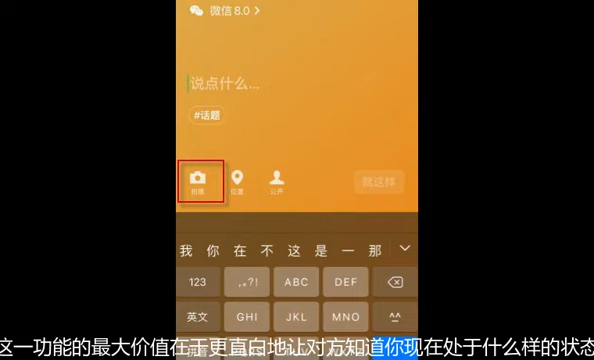 微信 8.0
说点什么...
#话题
拍摄 位置 公开 就这样
我 你 在 不 这 是 一 那
123 ,。?! ABC DEF
英文 GHI JKL MNO ^^
这一功能的最大价值在于更直白地让对方知道你现在处于什么样的状态